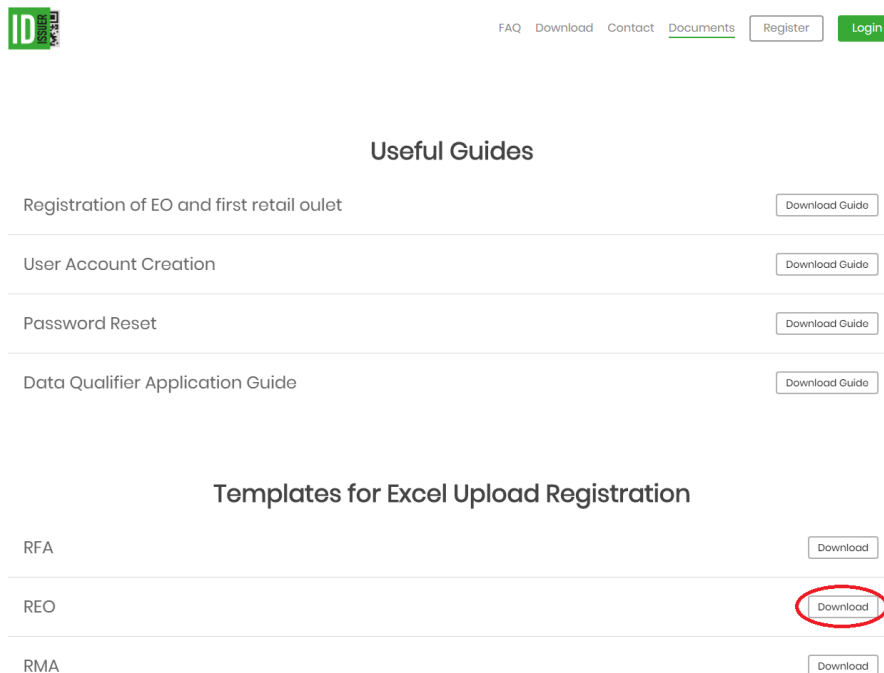 ID ISSUER
FAQ Download Contact Documents Register Login
Useful Guides
Registration of EO and first retail oulet Download Guide
User Account Creation Download Guide
Password Reset Download Guide
Data Qualifier Application Guide Download Guide
Templates for Excel Upload Registration
RFA Download
REO Download
RMA Download